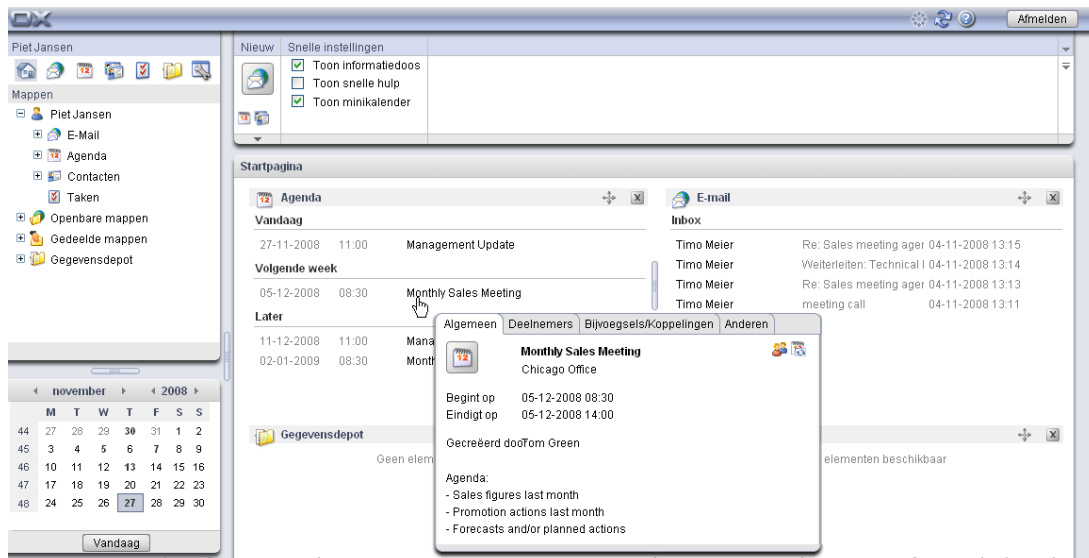 OX
Afmelden
Piet Jansen
Mappen
Piet Jansen
E-Mail
Agenda
Contacten
Taken
Openbare mappen
Gedeelde mappen
Gegevensdepot
november 2008
M T W T F S S
44 27 28 29 30 31 1 2
45 3 4 5 6 7 8 9
46 10 11 12 13 14 15 16
47 17 18 19 20 21 22 23
48 24 25 26 27 28 29 30
Vandaag
Nieuw
Snelle instellingen
Toon informatiedoos
Toon snelle hulp
Toon minikalender
Startpagina
Agenda
Vandaag
27-11-2008 11:00 Management Update
Volgende week
05-12-2008 08:30 Monthly Sales Meeting
Later
11-12-2008 11:00 Mana
02-01-2009 08:30 Month
E-mail
Inbox
Timo Meier Re: Sales meeting ager 04-11-2008 13:15
Timo Meier Weiterleiten: Technical I 04-11-2008 13:14
Timo Meier Re: Sales meeting ager 04-11-2008 13:13
Timo Meier meeting call 04-11-2008 13:11
Algemeen Deelnemers Bijvoegsels/Koppelingen Anderen
Monthly Sales Meeting
Chicago Office
Begint op 05-12-2008 08:30
Eindigt op 05-12-2008 14:00
Gecreëerd doo Tom Green
Agenda:
- Sales figures last month
- Promotion actions last month
- Forecasts and/or planned actions
Gegevensdepot
Geen elem
elementen beschikbaar